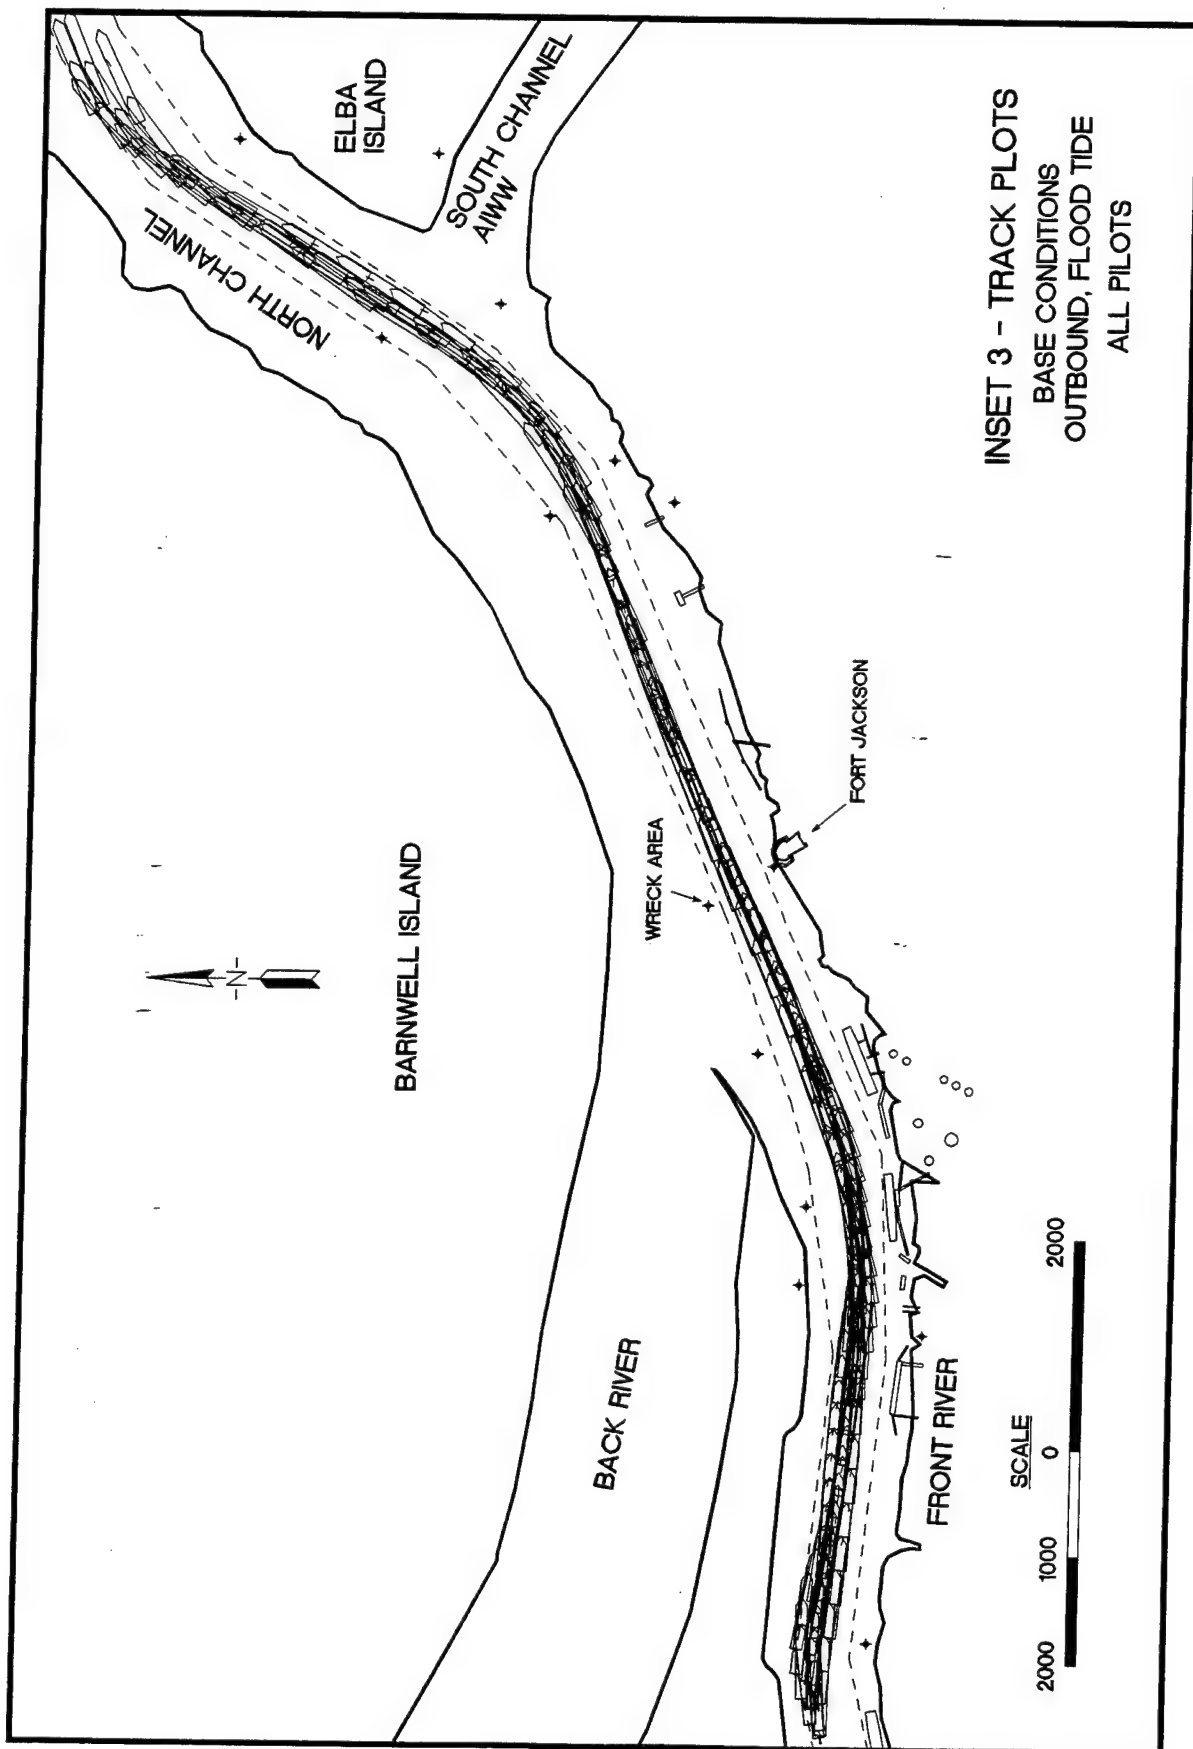 ELBA
ISLAND
SOUTH CHANNEL
AIWW
NORTH CHANNEL
BARNWELL ISLAND
-N-
WRECK AREA
FORT JACKSON
BACK RIVER
FRONT RIVER
SCALE
2000 1000 0 2000
INSET 3 - TRACK PLOTS
BASE CONDITIONS
OUTBOUND, FLOOD TIDE
ALL PILOTS